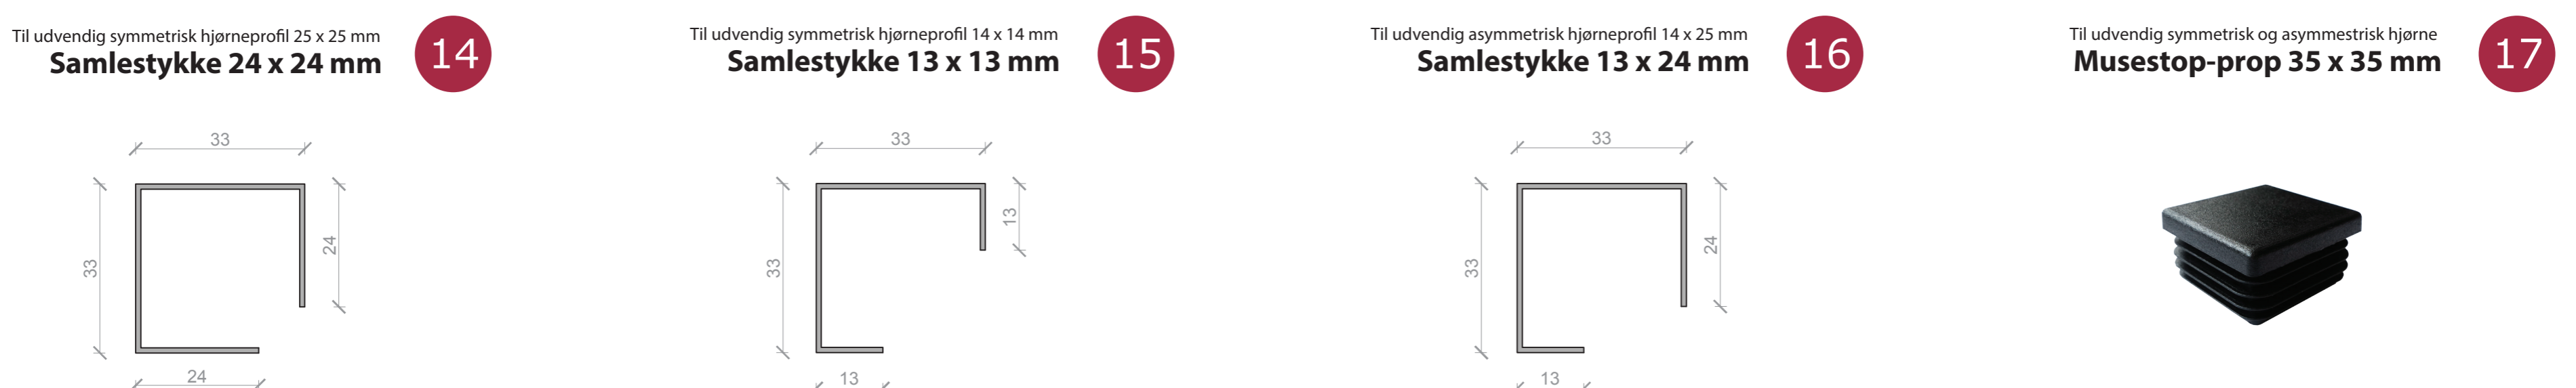 Til udvendig symmetrisk hjørneprofil 25 x 25 mm
Samlestykke 24 x 24 mm
14
33
33
24
24
Til udvendig symmetrisk hjørneprofil 14 x 14 mm
Samlestykke 13 x 13 mm
15
33
33
13
13
Til udvendig asymmetrisk hjørneprofil 14 x 25 mm
Samlestykke 13 x 24 mm
16
33
33
24
13
Til udvendig symmetrisk og asymmestrisk hjørne
Musestop-prop 35 x 35 mm
17